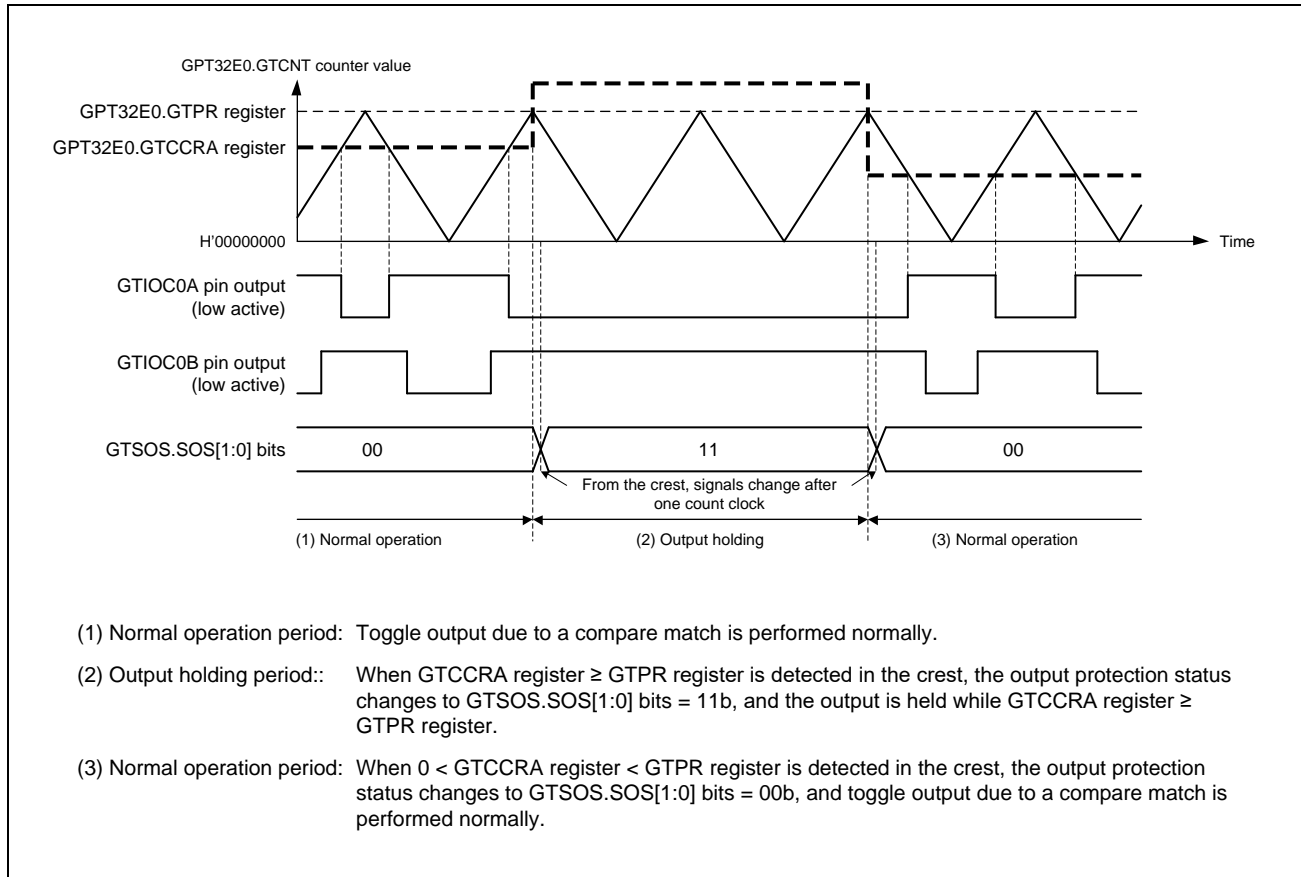 GPT32E0.GTCNT counter value
GPT32E0.GTPR register
GPT32E0.GTCCRA register
H'00000000
Time
GTIOC0A pin output
(low active)
GTIOC0B pin output
(low active)
GTSOS.SOS[1:0] bits
00
11
00
From the crest, signals change after
one count clock
(1) Normal operation
(2) Output holding
(3) Normal operation
(1) Normal operation period: Toggle output due to a compare match is performed normally.
(2) Output holding period:: When GTCCRA register ≥ GTPR register is detected in the crest, the output protection status
changes to GTSOS.SOS[1:0] bits = 11b, and the output is held while GTCCRA register ≥
GTPR register.
(3) Normal operation period: When 0 < GTCCRA register < GTPR register is detected in the crest, the output protection
status changes to GTSOS.SOS[1:0] bits = 00b, and toggle output due to a compare match is
performed normally.